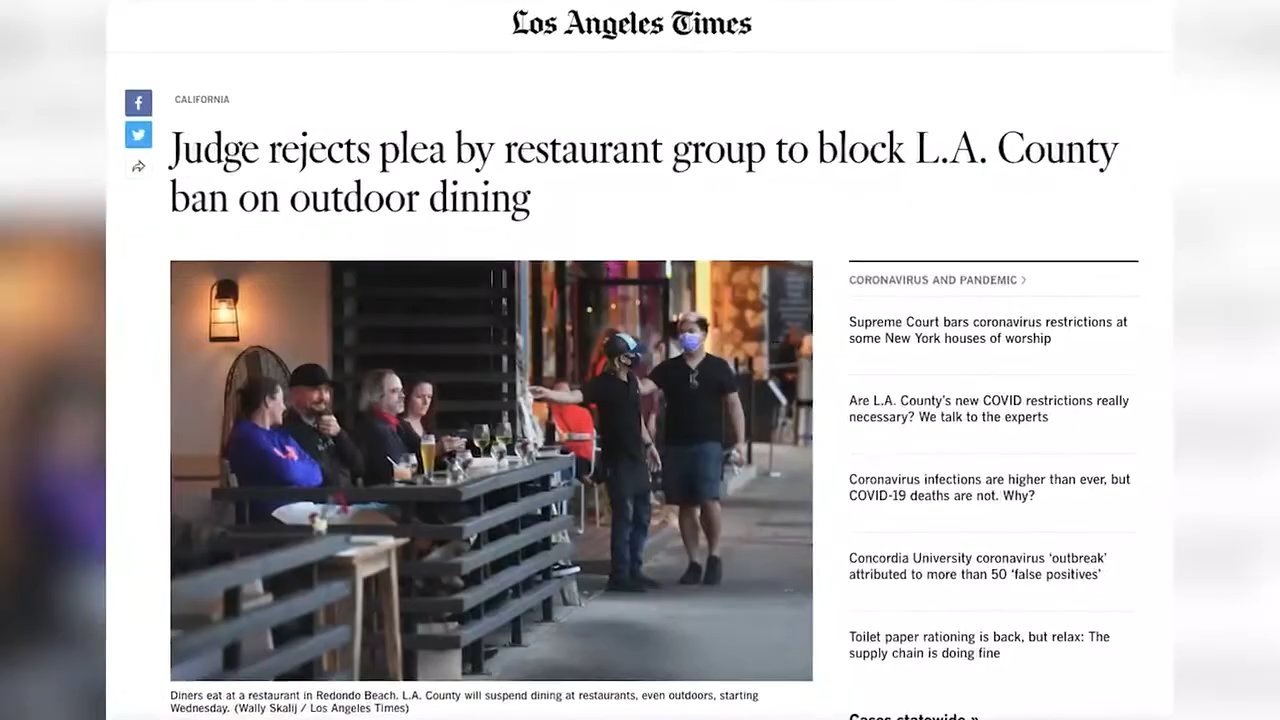 Los Angeles Times
CALIFORNIA
Judge rejects plea by restaurant group to block L.A. County
ban on outdoor dining
CORONAVIRUS AND PANDEMIC >
Supreme Court bars coronavirus restrictions at
some New York houses of worship
Are L.A. County's new COVID restrictions really
necessary? We talk to the experts
Coronavirus infections are higher than ever, but
COVID-19 deaths are not. Why?
Concordia University coronavirus ‘outbreak’
attributed to more than 50 ‘false positives’
Toilet paper rationing is back, but relax: The
supply chain is doing fine
Cases statewide »
Diners eat at a restaurant in Redondo Beach. L.A. County will suspend dining at restaurants, even outdoors, starting
Wednesday. (Wally Skalij / Los Angeles Times)